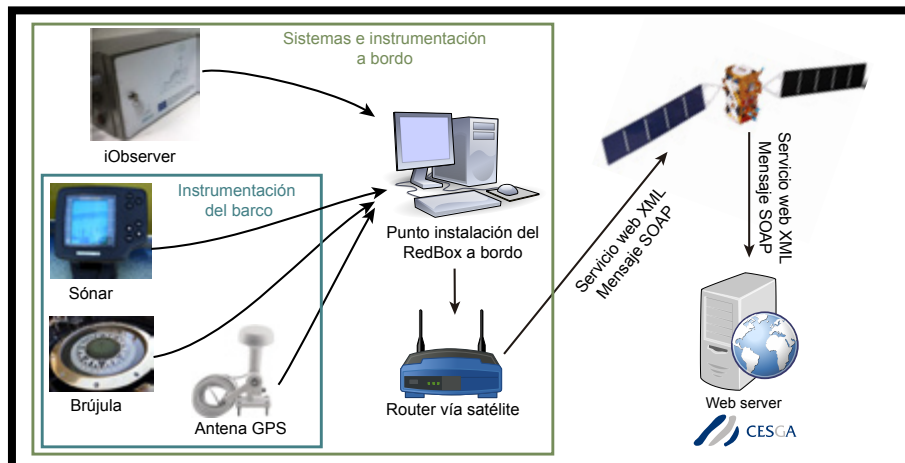 Sistemas e instrumentación
a bordo
iObserver
Instrumentación
del barco
Sónar
Brújula
Antena GPS
Punto instalación del
RedBox a bordo
Router vía satélite
Servicio web XML
Mensaje SOAP
Servicio web XML
Mensaje SOAP
Web server
CESGA